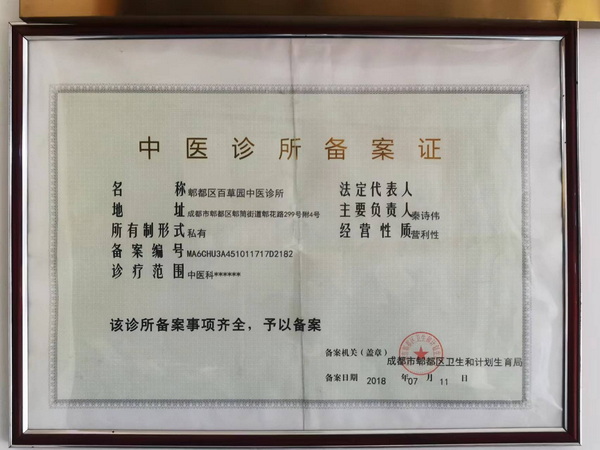 中医诊所备案证
名称 郫都区百草园中医诊所
法定代表人
地址 成都市郫都区郫筒街道郫花路299号附4号
主要负责人 秦诗伟
所有制形式 私有
经营性质 营利性
备案编号 MA6CHU3A451011717D2182
诊疗范围 中医科******
该诊所备案事项齐全，予以备案
备案机关（盖章） 成都市郫都区卫生和计划生育局
备案日期 2018 年 07 月 11 日